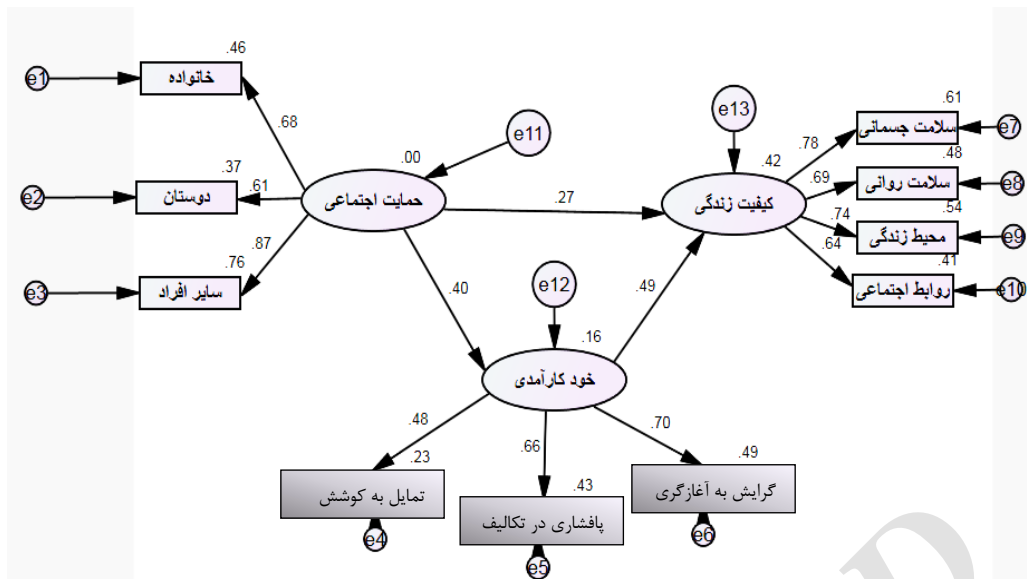 .46
e1
خانواده
.68
.37
e2
دوستان
.61
.87
.76
e3
سایر افراد
e11
.00
حمایت اجتماعی
.27
.40
e13
.42
کیفیت زندگی
.78
.61
سلامت جسمانی
e7
.69
.48
سلامت روانی
e8
.74
.54
محیط زندگی
e9
.64
.41
روابط اجتماعی
e10
e12
.49
.16
خود کارآمدی
.48
.23
تمایل به کوشش
e4
.66
.43
پافشاری در تکالیف
e5
.70
.49
گرایش به آغازگری
e6